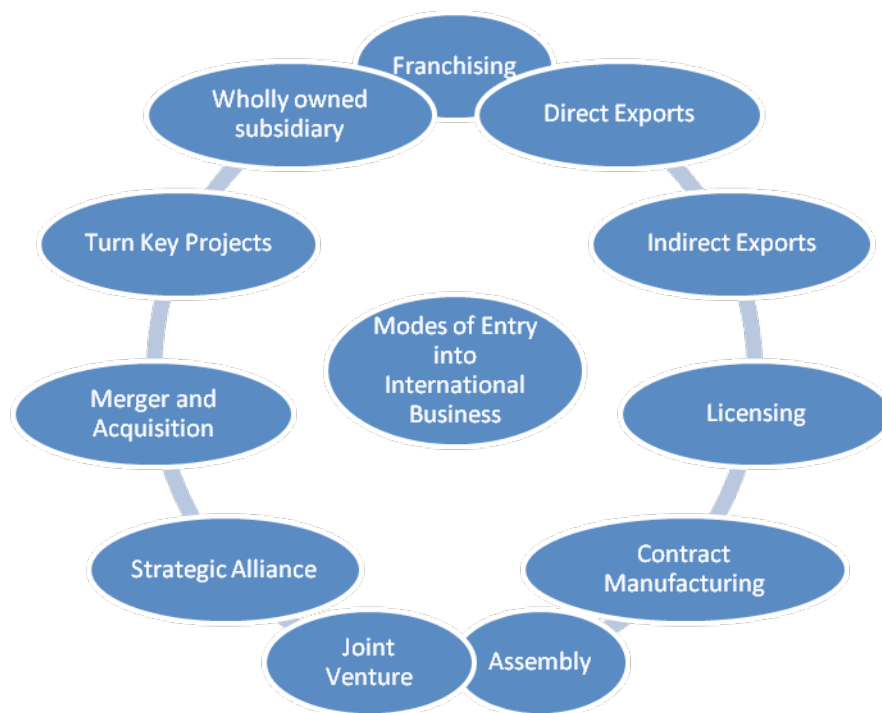 Franchising
Direct Exports
Indirect Exports
Licensing
Contract
Manufacturing
Assembly
Joint
Venture
Strategic Alliance
Merger and
Acquisition
Turn Key Projects
Wholly owned
subsidiary
Modes of Entry
into
International
Business